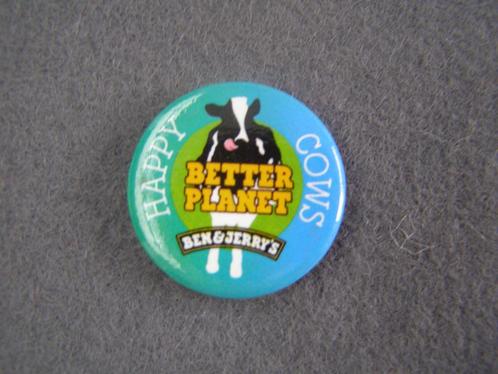 HAPPY
COWS
BETTER
PLANET
BEN & JERRY'S